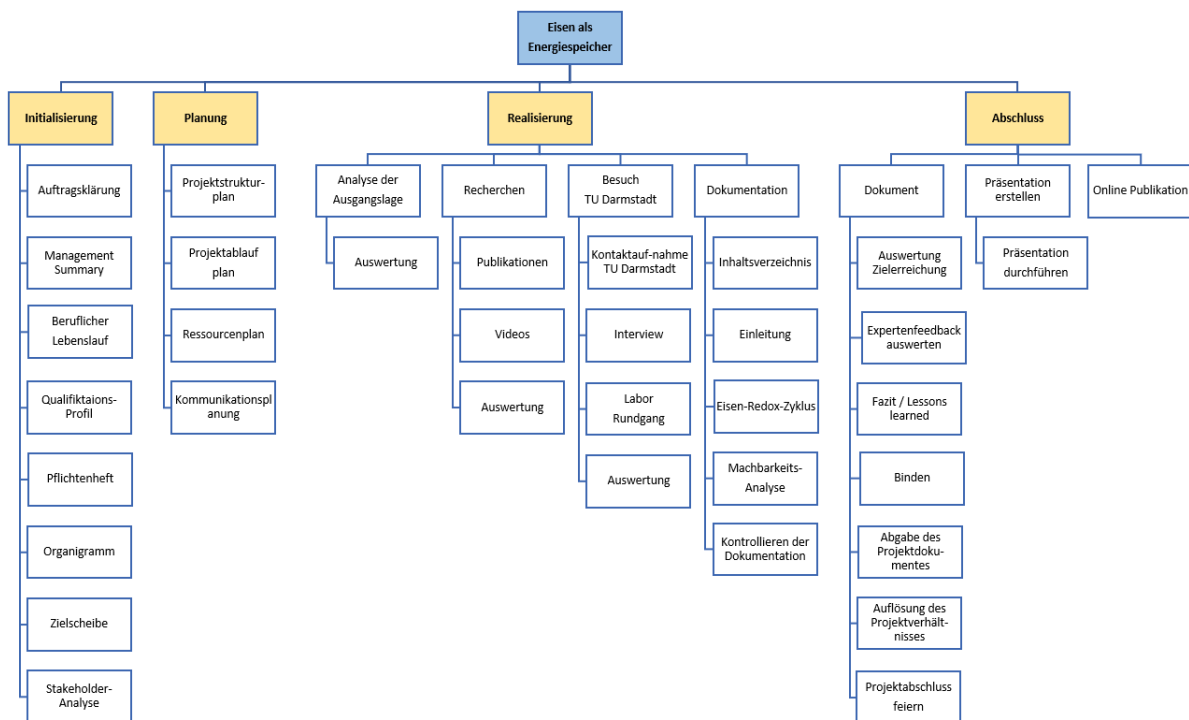 Eisen als
Energiespeicher
Initialisierung
Planung
Realisierung
Abschluss
Auftragsklärung
Management
Summary
Beruflicher
Lebenslauf
Qualifiktaions-
Profil
Pflichtenheft
Organigramm
Zielscheibe
Stakeholder-
Analyse
Projektstruktur-
plan
Projektablauf
plan
Ressourcenplan
Kommunikationspl
anung
Analyse der
Ausgangslage
Auswertung
Recherchen
Publikationen
Videos
Auswertung
Besuch
TU Darmstadt
Kontaktauf-nahme
TU Darmstadt
Interview
Labor
Rundgang
Auswertung
Dokumentation
Inhaltsverzeichnis
Einleitung
Eisen-Redox-Zyklus
Machbarkeits-
Analyse
Kontrollieren der
Dokumentation
Dokument
Auswertung
Zielerreichung
Expertenfeedback
auswerten
Fazit / Lessons
learned
Binden
Abgabe des
Projektdoku-
mentes
Auflösung des
Projektverhält-
nisses
Projektabschluss
feiern
Präsentation
erstellen
Präsentation
durchführen
Online Publikation